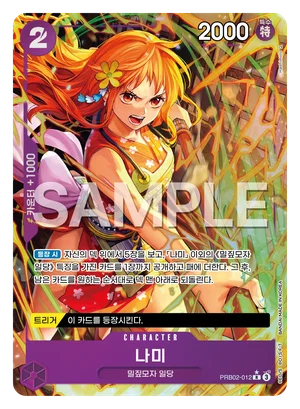 2
2000
특수
特
카운터 +1000
SAMPLE
등장 시 자신의 덱 위에서 5장을 보고, 「나미」 이외의 《밀짚모자
일당》 특징을 가진 카드를 1장까지 공개하고 패에 더한다. 그 후,
남은 카드를 원하는 순서대로 덱 맨 아래로 되돌린다.
트리거 이 카드를 등장시킨다.
CHARACTER
나미
밀짚모자 일당
PRB02-012 R